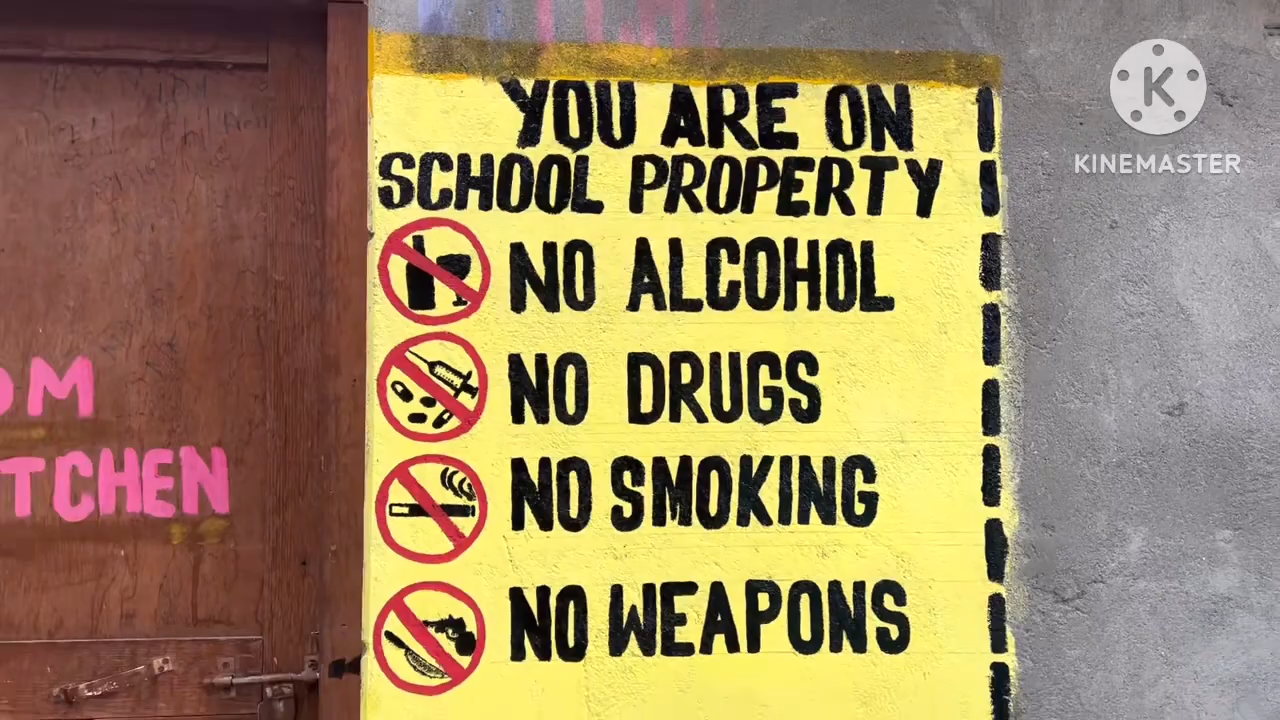 YOU ARE ON
SCHOOL PROPERTY
NO ALCOHOL
NO DRUGS
NO SMOKING
NO WEAPONS
OM
TCHEN
K
KINEMASTER